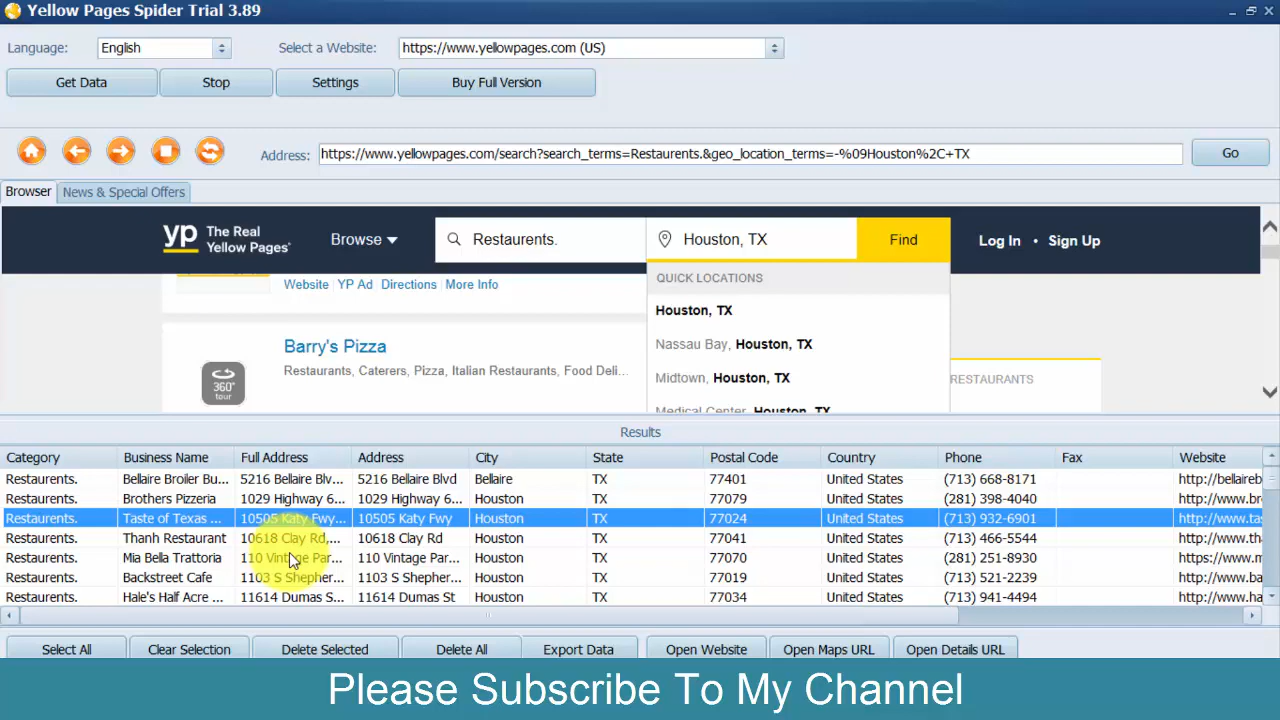 Yellow Pages Spider Trial 3.89
Language: English Select a Website: https://www.yellowpages.com (US)
Get Data Stop Settings Buy Full Version
Address: https://www.yellowpages.com/search?search_terms=Restaurents.&geo_location_terms=-%09Houston%2C+TX Go
Browser News & Special Offers
yp The Real Yellow Pages® Browse Restaurents. Houston, TX Find Log In • Sign Up
QUICK LOCATIONS
Website YP Ad Directions More Info
Houston, TX
Barry's Pizza
Nassau Bay, Houston, TX
Restaurants, Caterers, Pizza, Italian Restaurants, Food Deli...
360° tour
Midtown, Houston, TX
RESTAURANTS
Medical Center, Houston, TX
Results
Category Business Name Full Address Address City State Postal Code Country Phone Fax Website
Restaurents. Bellaire Broiler Bu... 5216 Bellaire Blv... 5216 Bellaire Blvd Bellaire TX 77401 United States (713) 668-8171 http://bellaireb
Restaurents. Brothers Pizzeria 1029 Highway 6... 1029 Highway 6... Houston TX 77079 United States (281) 398-4040 http://www.br
Restaurents. Taste of Texas ... 10505 Katy Fwy... 10505 Katy Fwy Houston TX 77024 United States (713) 932-6901 http://www.tas
Restaurents. Thanh Restaurant 10618 Clay Rd,... 10618 Clay Rd Houston TX 77041 United States (713) 466-5544 http://www.th
Restaurents. Mia Bella Trattoria 110 Vintage Par... 110 Vintage Par... Houston TX 77070 United States (281) 251-8930 https://www.m
Restaurents. Backstreet Cafe 1103 S Shepher... 1103 S Shepher... Houston TX 77019 United States (713) 521-2239 http://www.b
Restaurents. Hale's Half Acre ... 11614 Dumas S... 11614 Dumas St Houston TX 77034 United States (713) 941-4494 http://www.ha
Select All Clear Selection Delete Selected Delete All Export Data Open Website Open Maps URL Open Details URL
Please Subscribe To My Channel